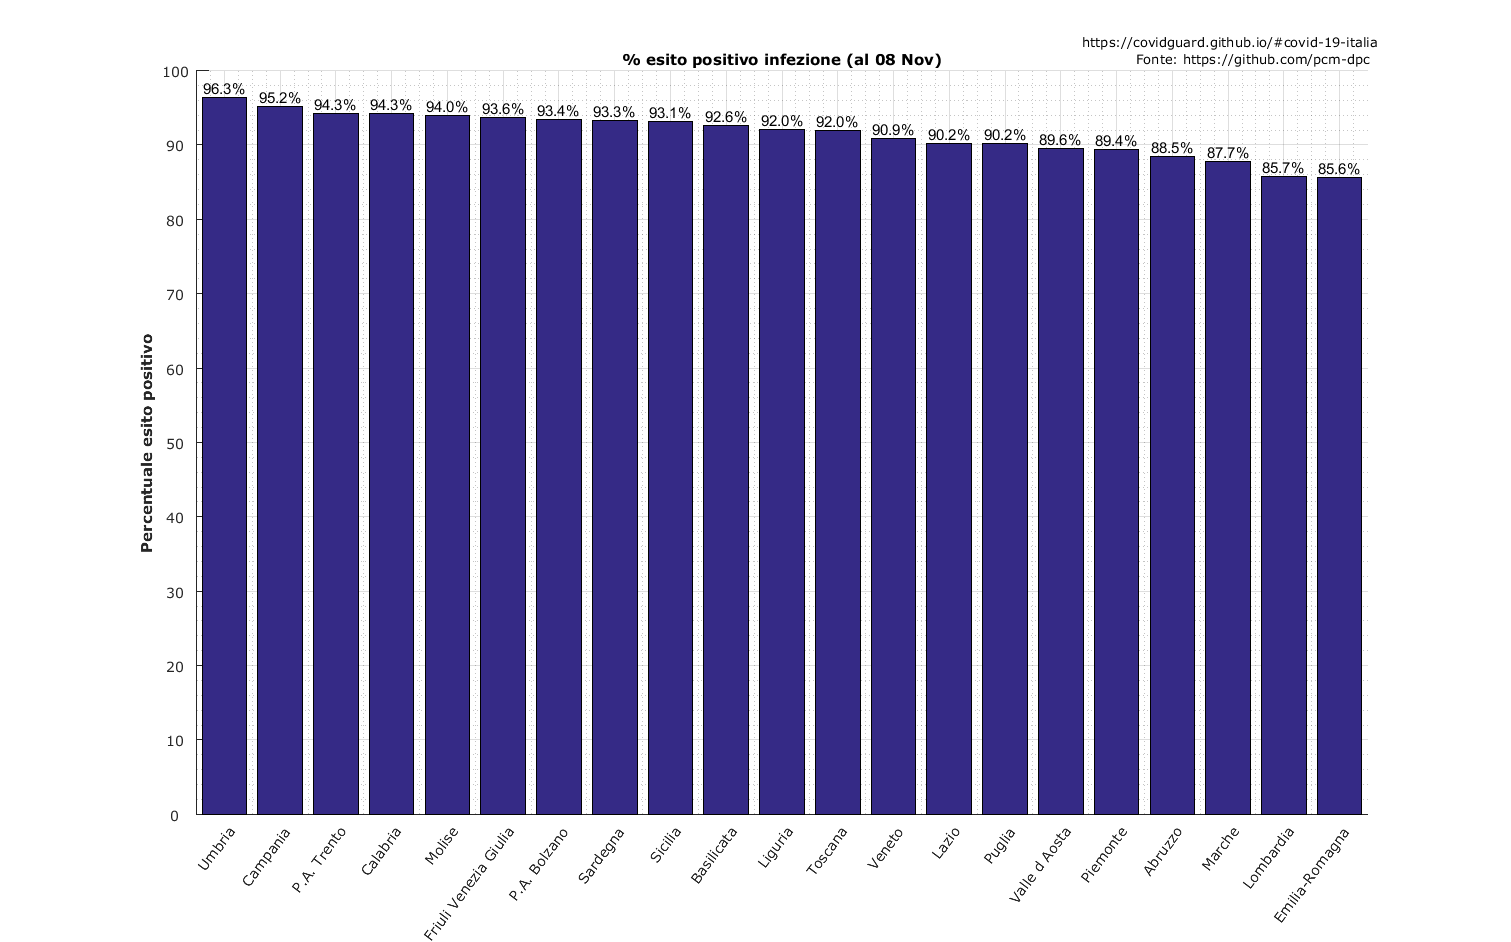 https://covidguard.github.io/#covid-19-italia
% esito positivo infezione (al 08 Nov)
Fonte: https://github.com/pcm-dpc
Percentuale esito positivo
100
90
80
70
60
50
40
30
20
10
0
96.3%
95.2%
94.3%
94.3%
94.0%
93.6%
93.4%
93.3%
93.1%
92.6%
92.0%
92.0%
90.9%
90.2%
90.2%
89.6%
89.4%
88.5%
87.7%
85.7%
85.6%
Umbria
Campania
P.A. Trento
Calabria
Molise
Friuli Venezia Giulia
P.A. Bolzano
Sardegna
Sicilia
Basilicata
Liguria
Toscana
Veneto
Lazio
Puglia
Valle d Aosta
Piemonte
Abruzzo
Marche
Lombardia
Emilia-Romagna